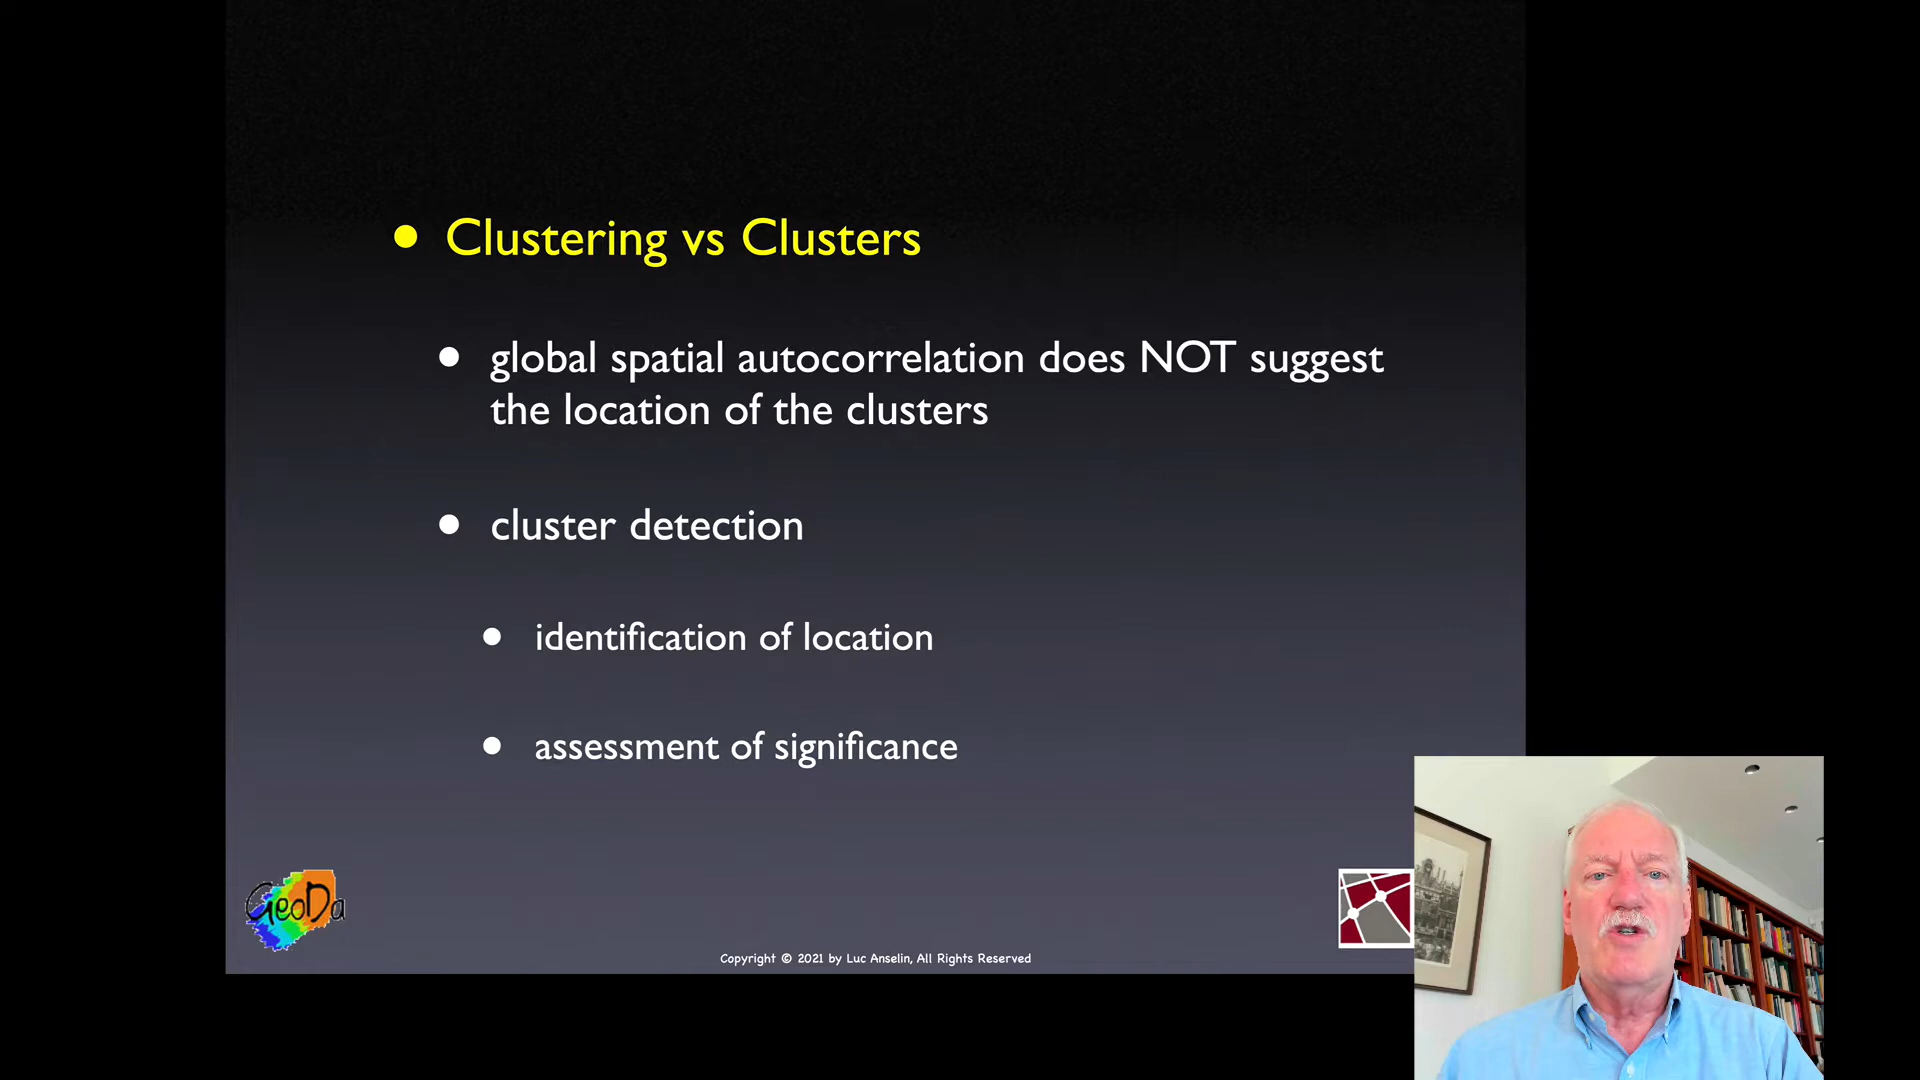 Clustering vs Clusters
global spatial autocorrelation does NOT suggest
the location of the clusters
cluster detection
identification of location
assessment of significance
GeoDa
Copyright © 2021 by Luc Anselin, All Rights Reserved